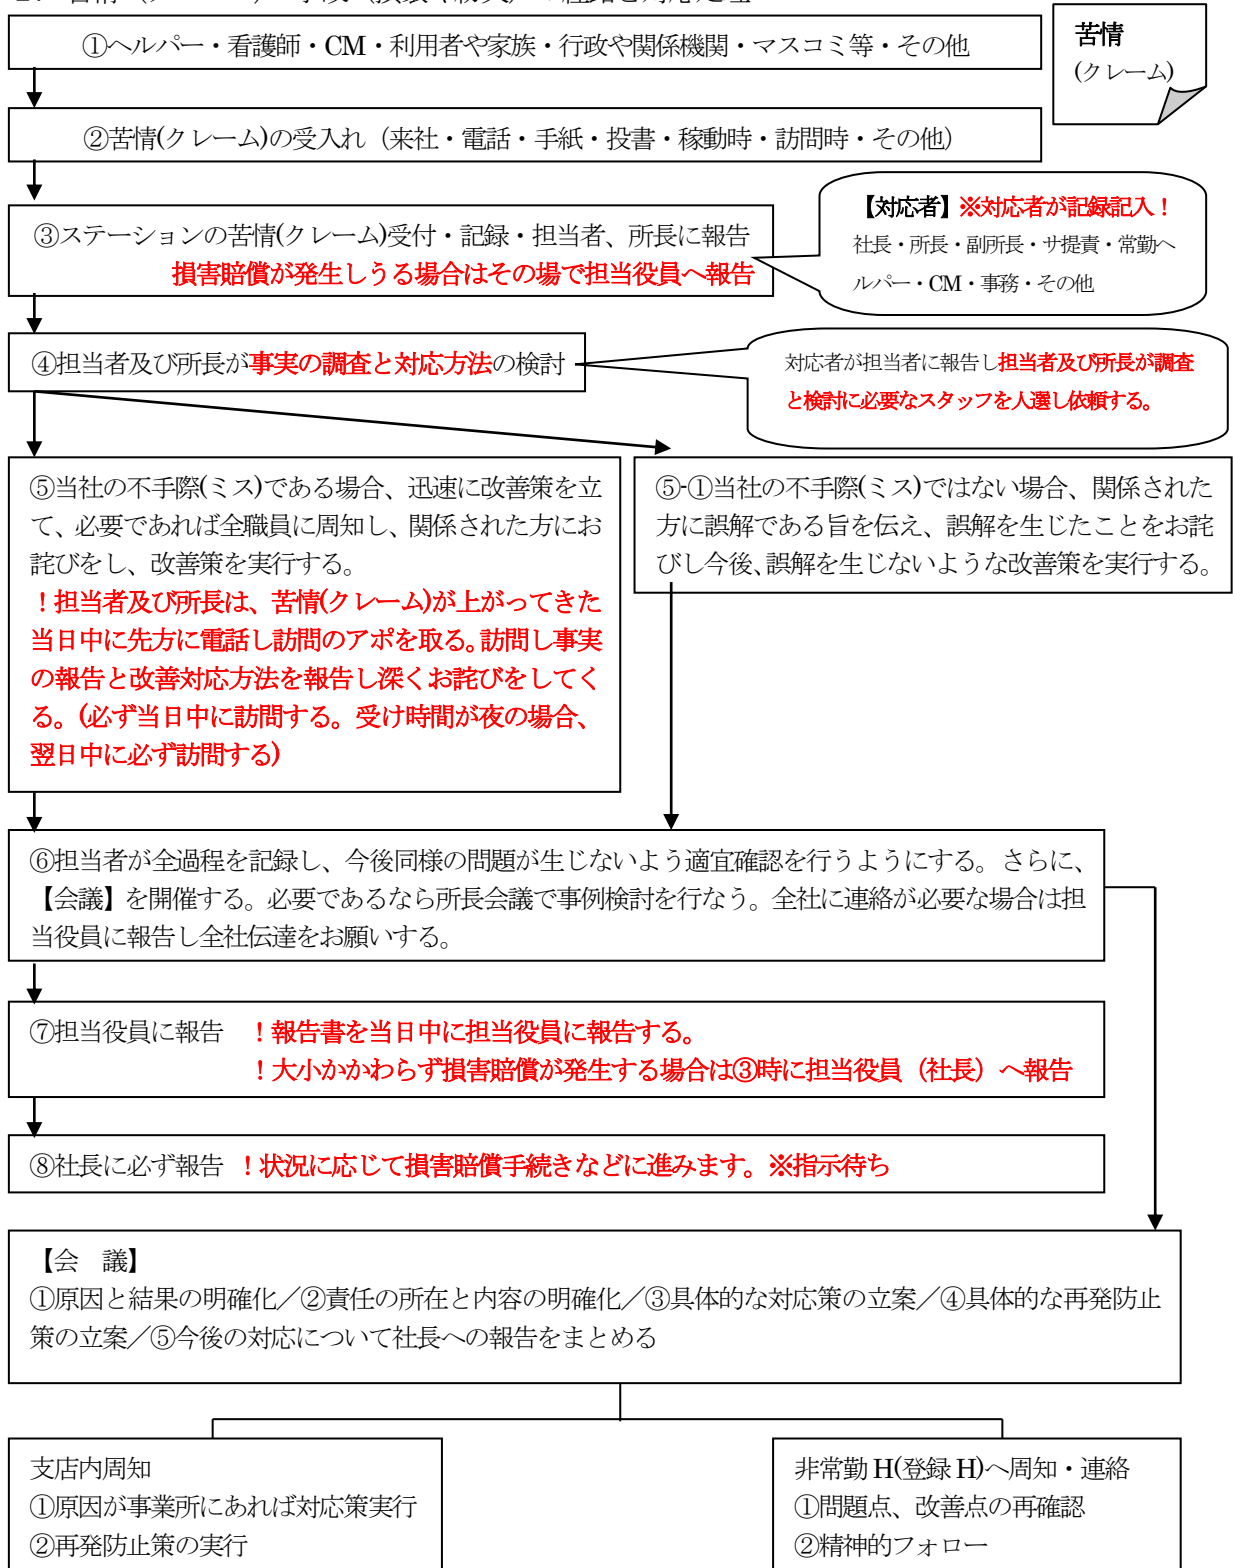 ①ヘルパー・看護師・CM・利用者や家族・行政や関係機関・マスコミ等・その他
苦情
(クレーム)
②苦情(クレーム)の受入れ（来社・電話・手紙・投書・稼動時・訪問時・その他）
③ステーションの苦情(クレーム)受付・記録・担当者、所長に報告
損害賠償が発生しうる場合はその場で担当役員へ報告
【対応者】※対応者が記録記入！
社長・所長・副所長・サ提責・常勤ヘ
ルパー・CM・事務・その他
④担当者及び所長が事実の調査と対応方法の検討
対応者が担当者に報告し担当者及び所長が調査
と検討に必要なスタッフを人選し依頼する。
⑤当社の不手際(ミス)である場合、迅速に改善策を立
て、必要であれば全職員に周知し、関係された方にお
詫びをし、改善策を実行する。
！担当者及び所長は、苦情(クレーム)が上がってきた
当日中に先方に電話し訪問のアポを取る。訪問し事実
の報告と改善対応方法を報告し深くお詫びをしてく
る。(必ず当日中に訪問する。受け時間が夜の場合、
翌日中に必ず訪問する)
⑤-①当社の不手際(ミス)ではない場合、関係された
方に誤解である旨を伝え、誤解を生じたことをお詫
びし今後、誤解を生じないような改善策を実行する。
⑥担当者が全過程を記録し、今後同様の問題が生じないよう適宜確認を行うようにする。さらに、
【会議】を開催する。必要であるなら所長会議で事例検討を行なう。全社に連絡が必要な場合は担
当役員に報告し全社伝達をお願いする。
⑦担当役員に報告　！報告書を当日中に担当役員に報告する。
！大小かかわらず損害賠償が発生する場合は③時に担当役員（社長）へ報告
⑧社長に必ず報告　！状況に応じて損害賠償手続きなどに進みます。※指示待ち
【会　議】
①原因と結果の明確化／②責任の所在と内容の明確化／③具体的な対応策の立案／④具体的な再発防止
策の立案／⑤今後の対応について社長への報告をまとめる
支店内周知
①原因が事業所にあれば対応策実行
②再発防止策の実行
非常勤 H(登録 H)へ周知・連絡
①問題点、改善点の再確認
②精神的フォロー